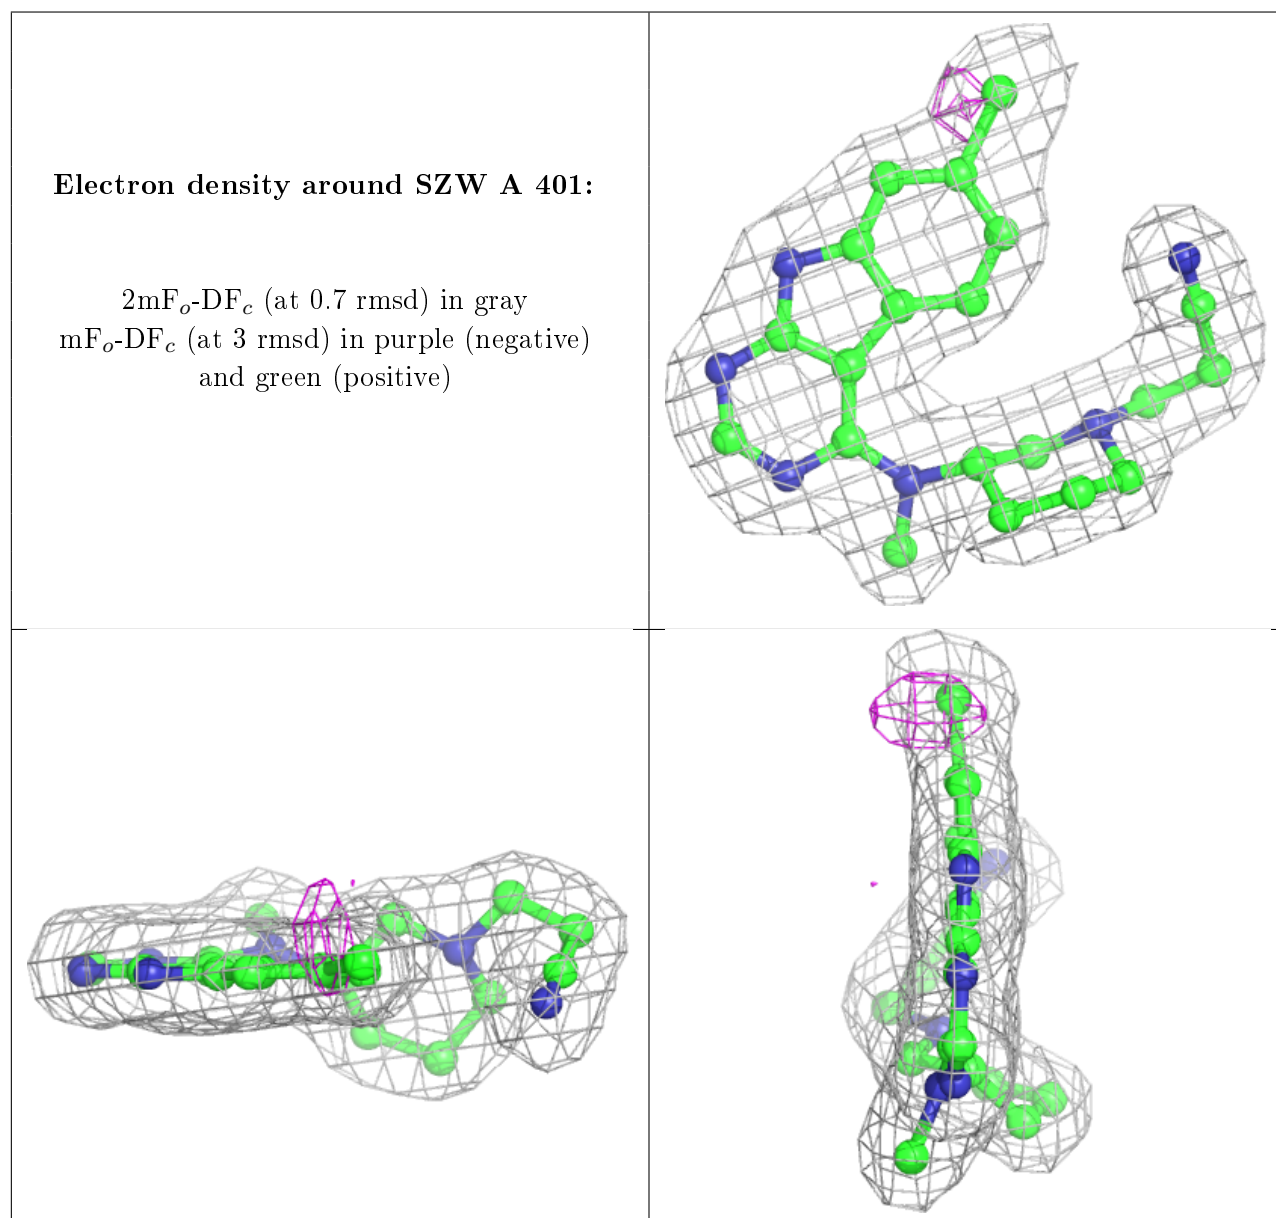 Electron density around SZW A 401:
2mFo-DFc (at 0.7 rmsd) in gray
mFo-DFc (at 3 rmsd) in purple (negative)
and green (positive)